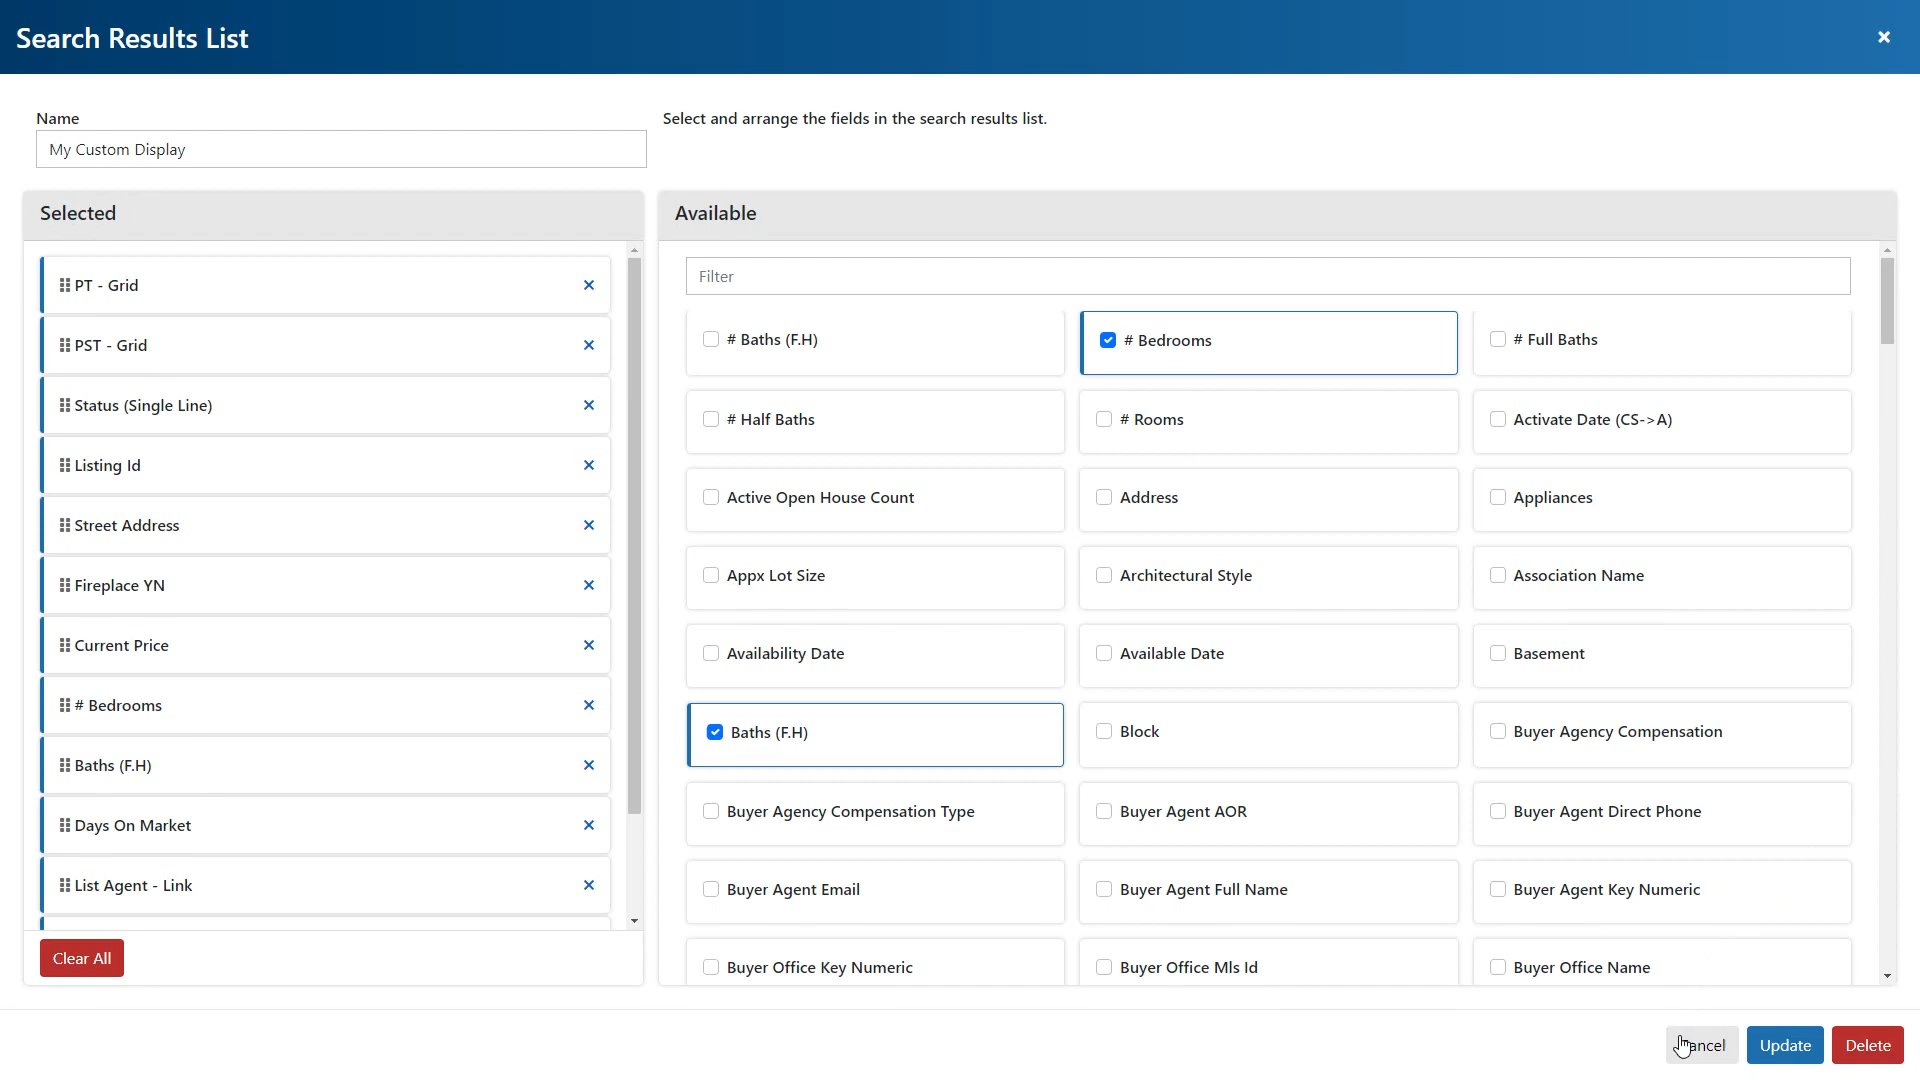 Search Results List
Name
Select and arrange the fields in the search results list.
My Custom Display
Selected
PT - Grid
PST - Grid
Status (Single Line)
Listing Id
Street Address
Fireplace YN
Current Price
# Bedrooms
Baths (F.H)
Days On Market
List Agent - Link
Clear All
Available
Filter
# Baths (F.H)
# Bedrooms
# Full Baths
# Half Baths
# Rooms
Activate Date (CS->A)
Active Open House Count
Address
Appliances
Appx Lot Size
Architectural Style
Association Name
Availability Date
Available Date
Basement
Baths (F.H)
Block
Buyer Agency Compensation
Buyer Agency Compensation Type
Buyer Agent AOR
Buyer Agent Direct Phone
Buyer Agent Email
Buyer Agent Full Name
Buyer Agent Key Numeric
Buyer Office Key Numeric
Buyer Office Mls Id
Buyer Office Name
Cancel
Update
Delete